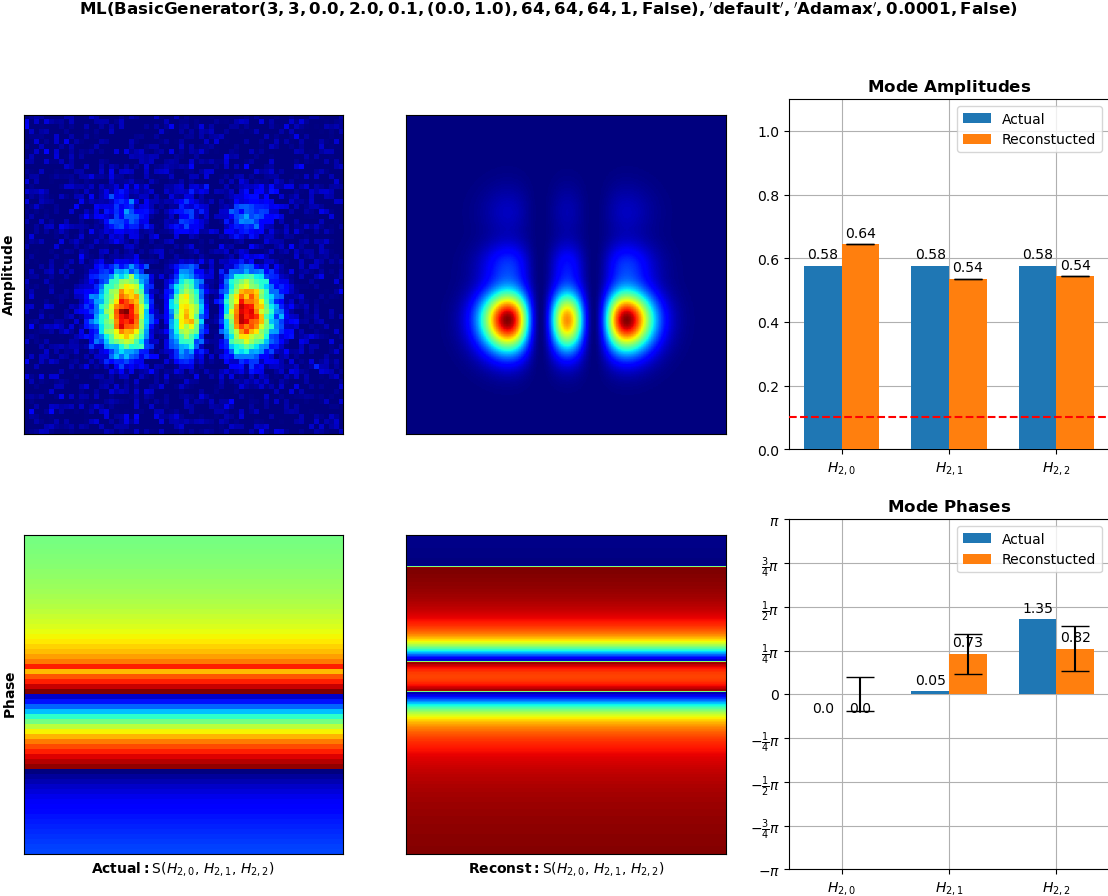 ML(BasicGenerator(3, 3, 0.0, 2.0, 0.1, (0.0, 1.0), 64, 64, 64, 1, False), ′default′, ′Adamax′, 0.0001, False)
Mode Amplitudes
Amplitude
Actual
Reconstucted
1.0
0.8
0.6
0.4
0.2
0.0
0.58
0.64
0.58
0.54
0.58
0.54
H2,0
H2,1
H2,2
Mode Phases
Phase
Actual
Reconstucted
π
3/4π
1/2π
1/4π
0
−1/4π
−1/2π
−3/4π
−π
0.0
0.0
0.05
0.73
1.35
0.82
H2,0
H2,1
H2,2
Actual: S(H2,0, H2,1, H2,2)
Reconst: S(H2,0, H2,1, H2,2)